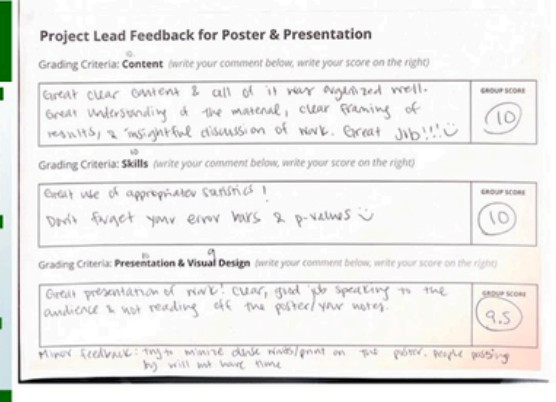 Project Lead Feedback for Poster & Presentation
10
Grading Criteria: Content (write your comment below, write your score on the right)
Great clear content & all of it was organized well.
Great understanding of the material, clear framing of
results, & insightful discussion of work. Great Job!!!
GROUP SCORE
10
10
Grading Criteria: Skills (write your comment below, write your score on the right)
Great use of appropriate statistics!
Don't forget your error bars & p-values
GROUP SCORE
10
10 9
Grading Criteria: Presentation & Visual Design (write your comment below, write your score on the right)
Great presentation of work! Clear, good job speaking to the
audience & not reading off the poster/your notes.
GROUP SCORE
9.5
Minor feedback: try to minimize dense words/print on the poster. People passing
by will not have time